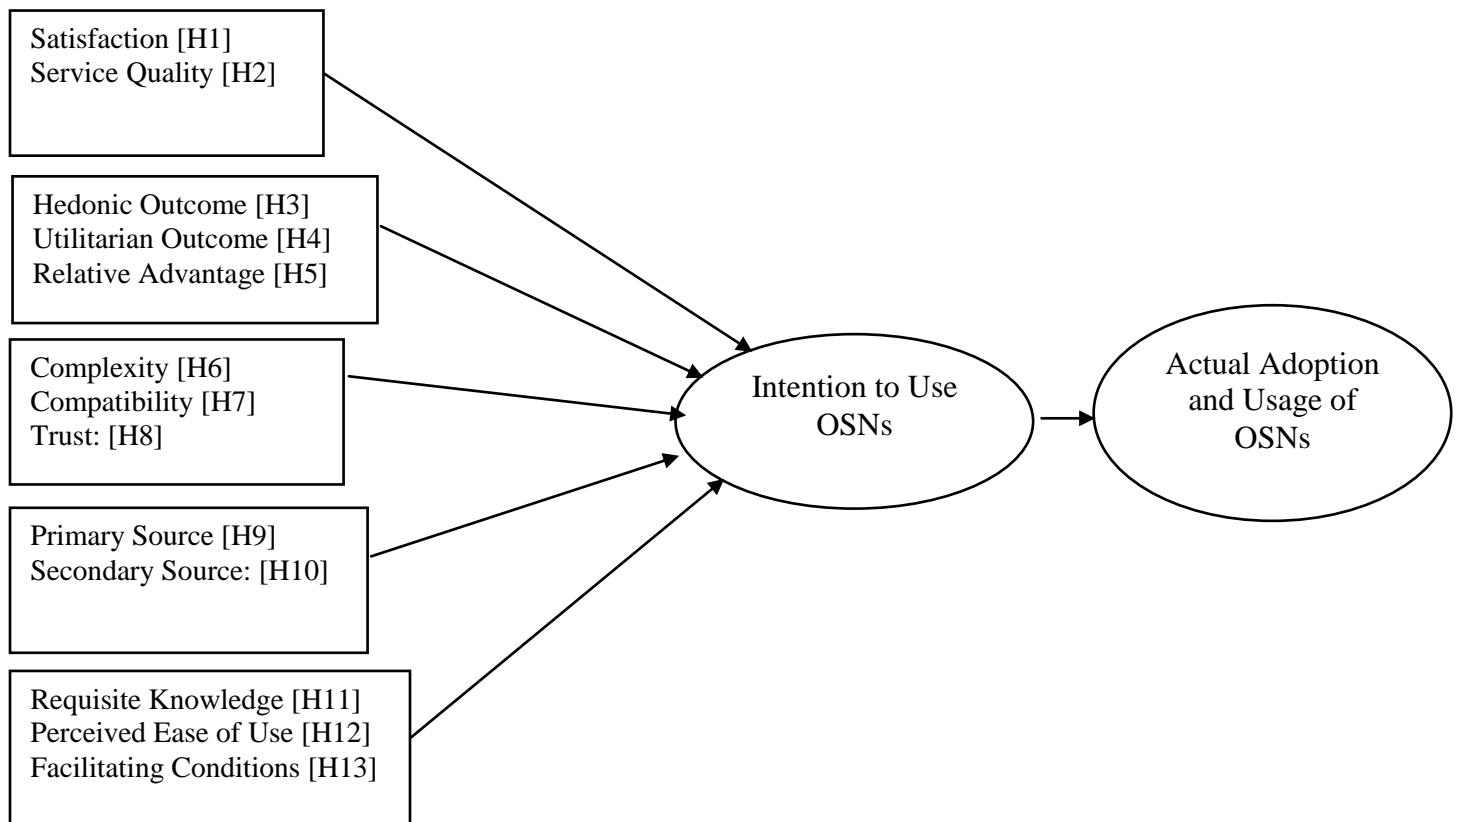 Satisfaction [H1]
Service Quality [H2]
Hedonic Outcome [H3]
Utilitarian Outcome [H4]
Relative Advantage [H5]
Complexity [H6]
Compatibility [H7]
Trust: [H8]
Primary Source [H9]
Secondary Source: [H10]
Requisite Knowledge [H11]
Perceived Ease of Use [H12]
Facilitating Conditions [H13]
Intention to Use
OSNs
Actual Adoption
and Usage of
OSNs